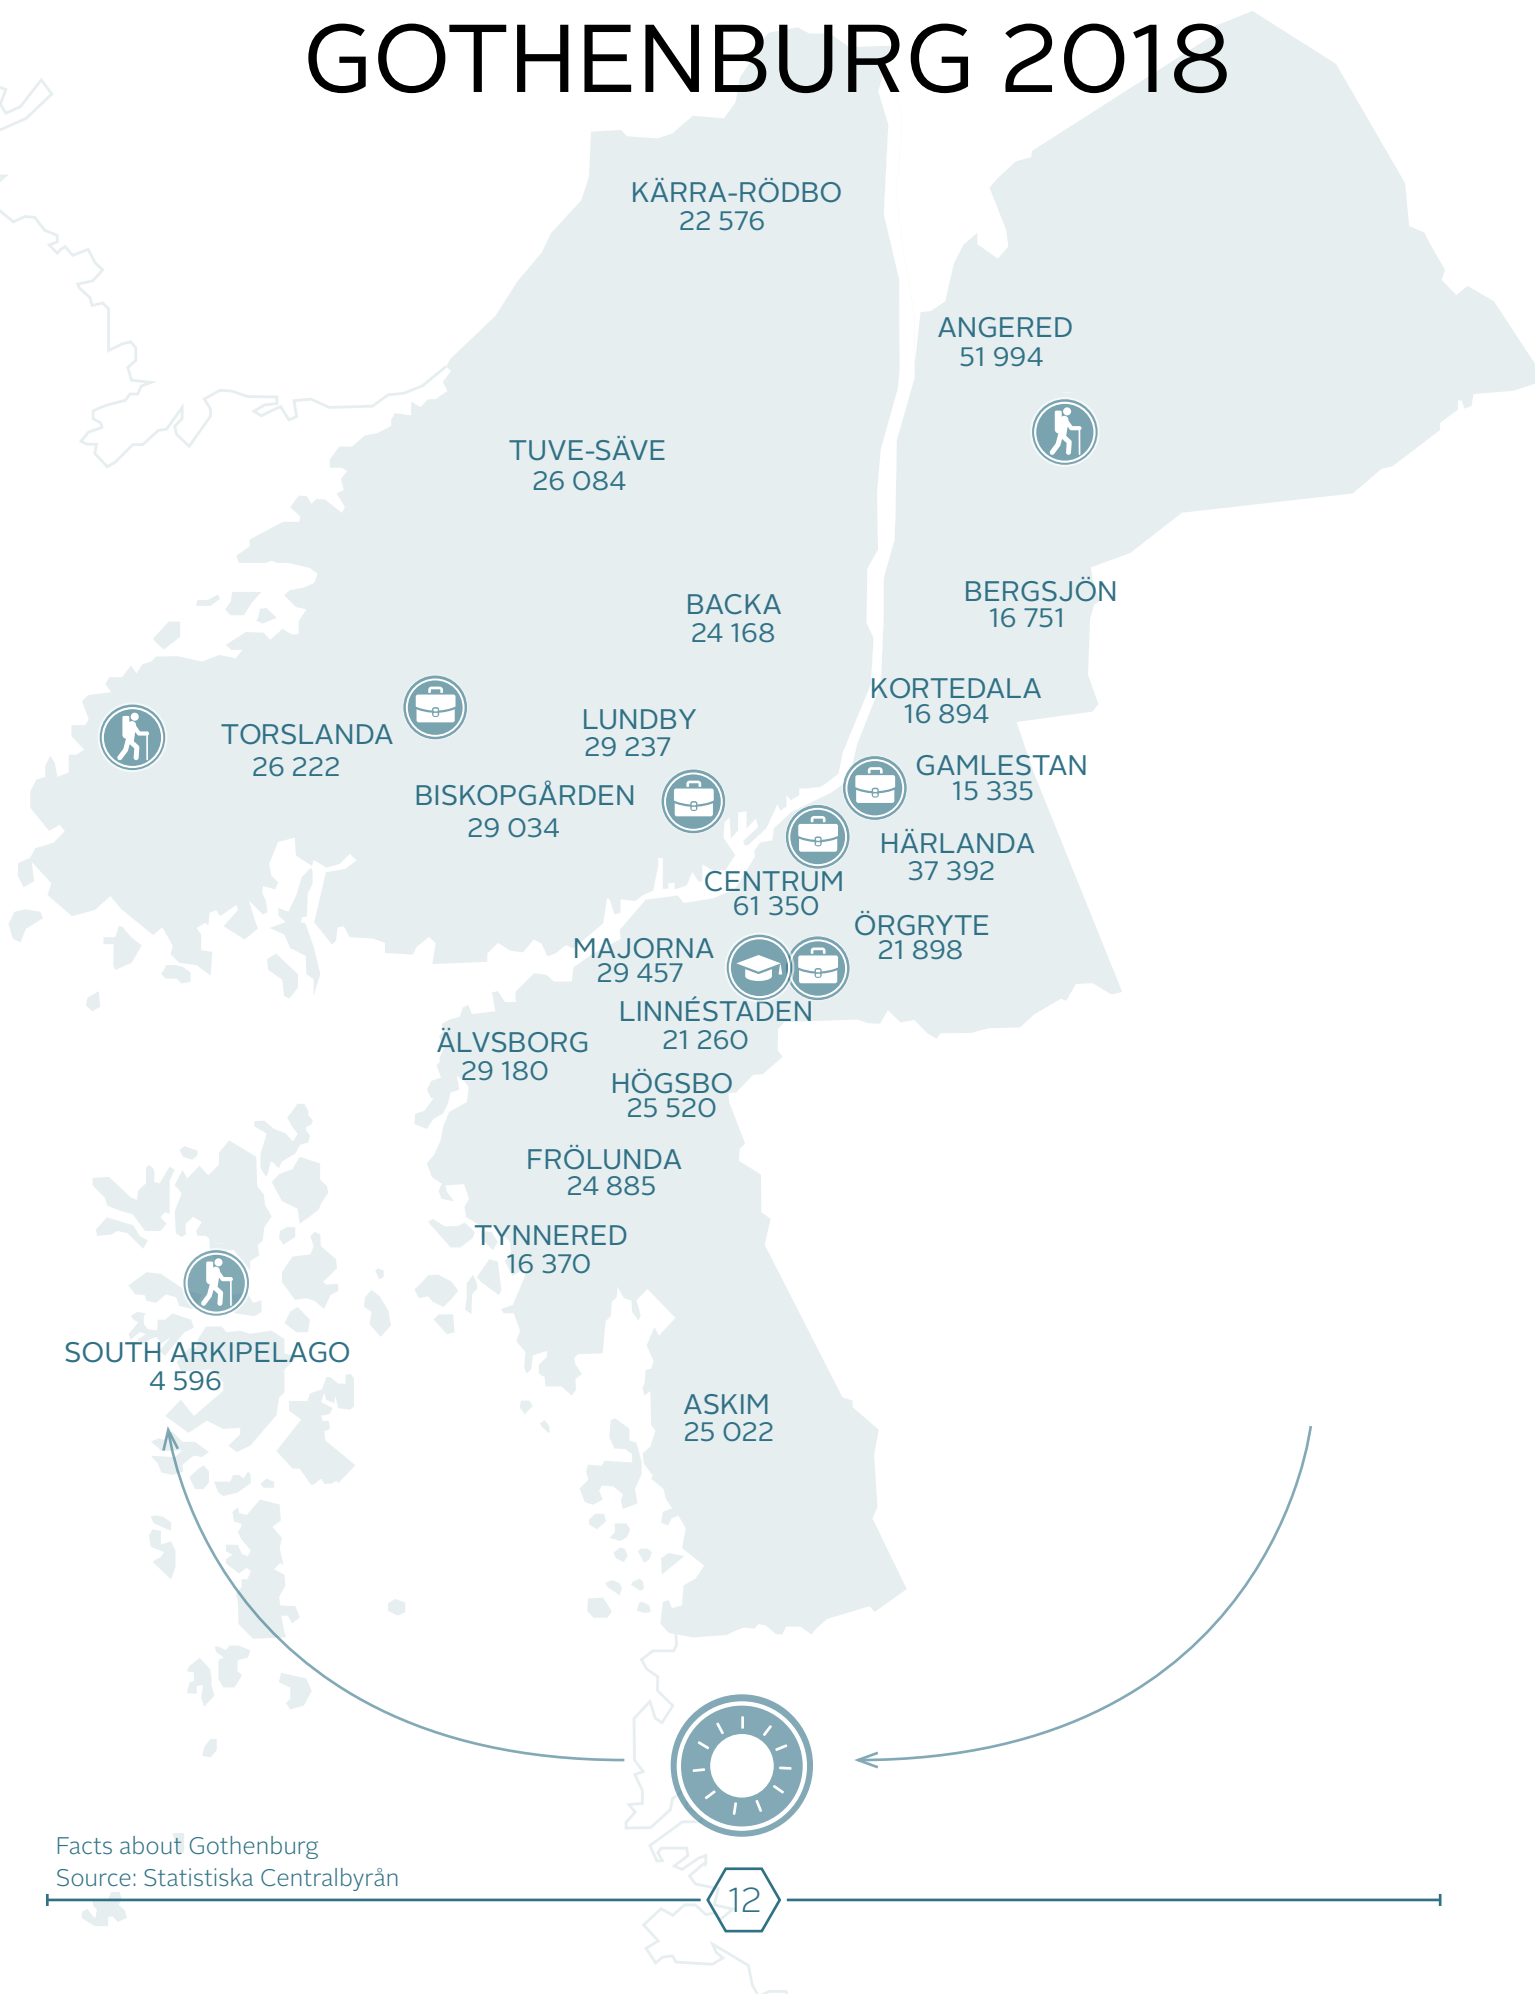 GOTHENBURG 2018
KÄRRA-RÖDBO
22 576
ANGERED
51 994
TUVE-SÄVE
26 084
BACKA
24 168
BERGSJÖN
16 751
KORTEDALA
16 894
LUNDBY
29 237
TORSLANDA
26 222
GAMLESTAN
15 335
BISKOPGÅRDEN
29 034
HÄRLANDA
37 392
CENTRUM
61 350
ÖRGRYTE
21 898
MAJORNA
29 457
LINNÉSTADEN
21 260
ÄLVSBORG
29 180
HÖGSBO
25 520
FRÖLUNDA
24 885
TYNNERED
16 370
SOUTH ARKIPELAGO
4 596
ASKIM
25 022
Facts about Gothenburg
Source: Statistiska Centralbyrån
12